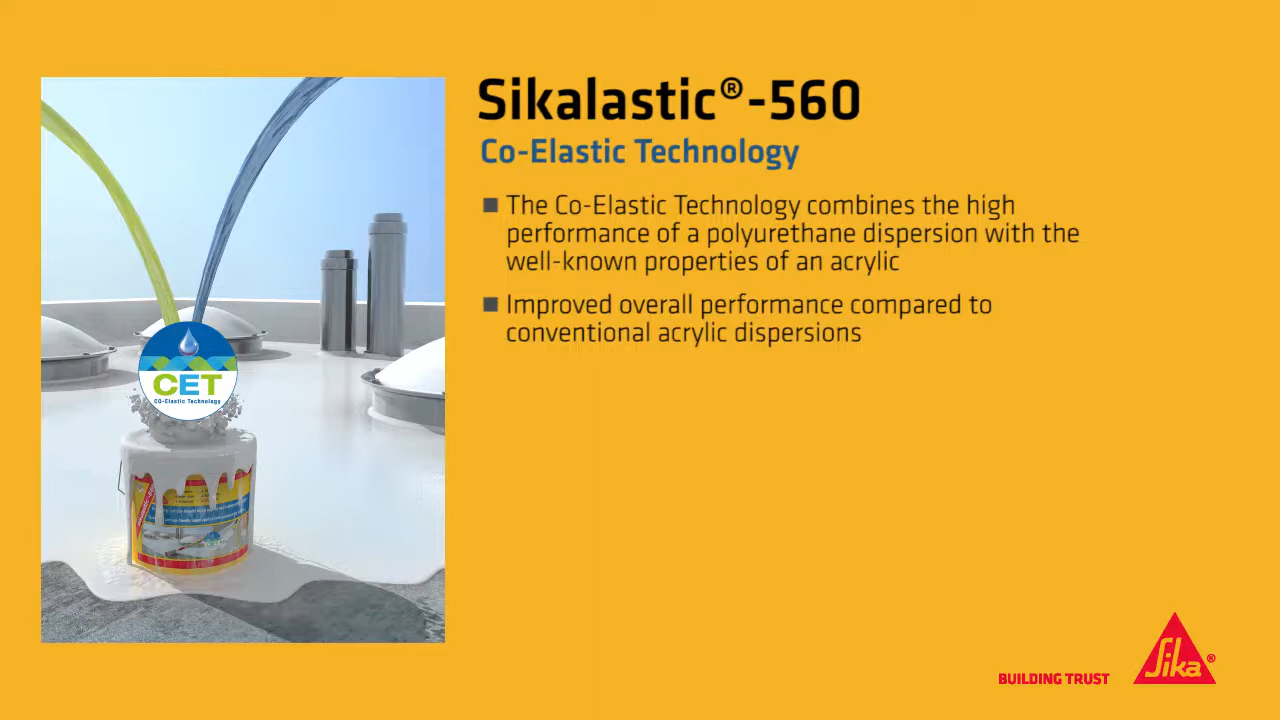 Sikalastic®-560
Co-Elastic Technology
The Co-Elastic Technology combines the high
performance of a polyurethane dispersion with the
well-known properties of an acrylic
Improved overall performance compared to
conventional acrylic dispersions
CET
CO-Elastic Technology
BUILDING TRUST
Sika®